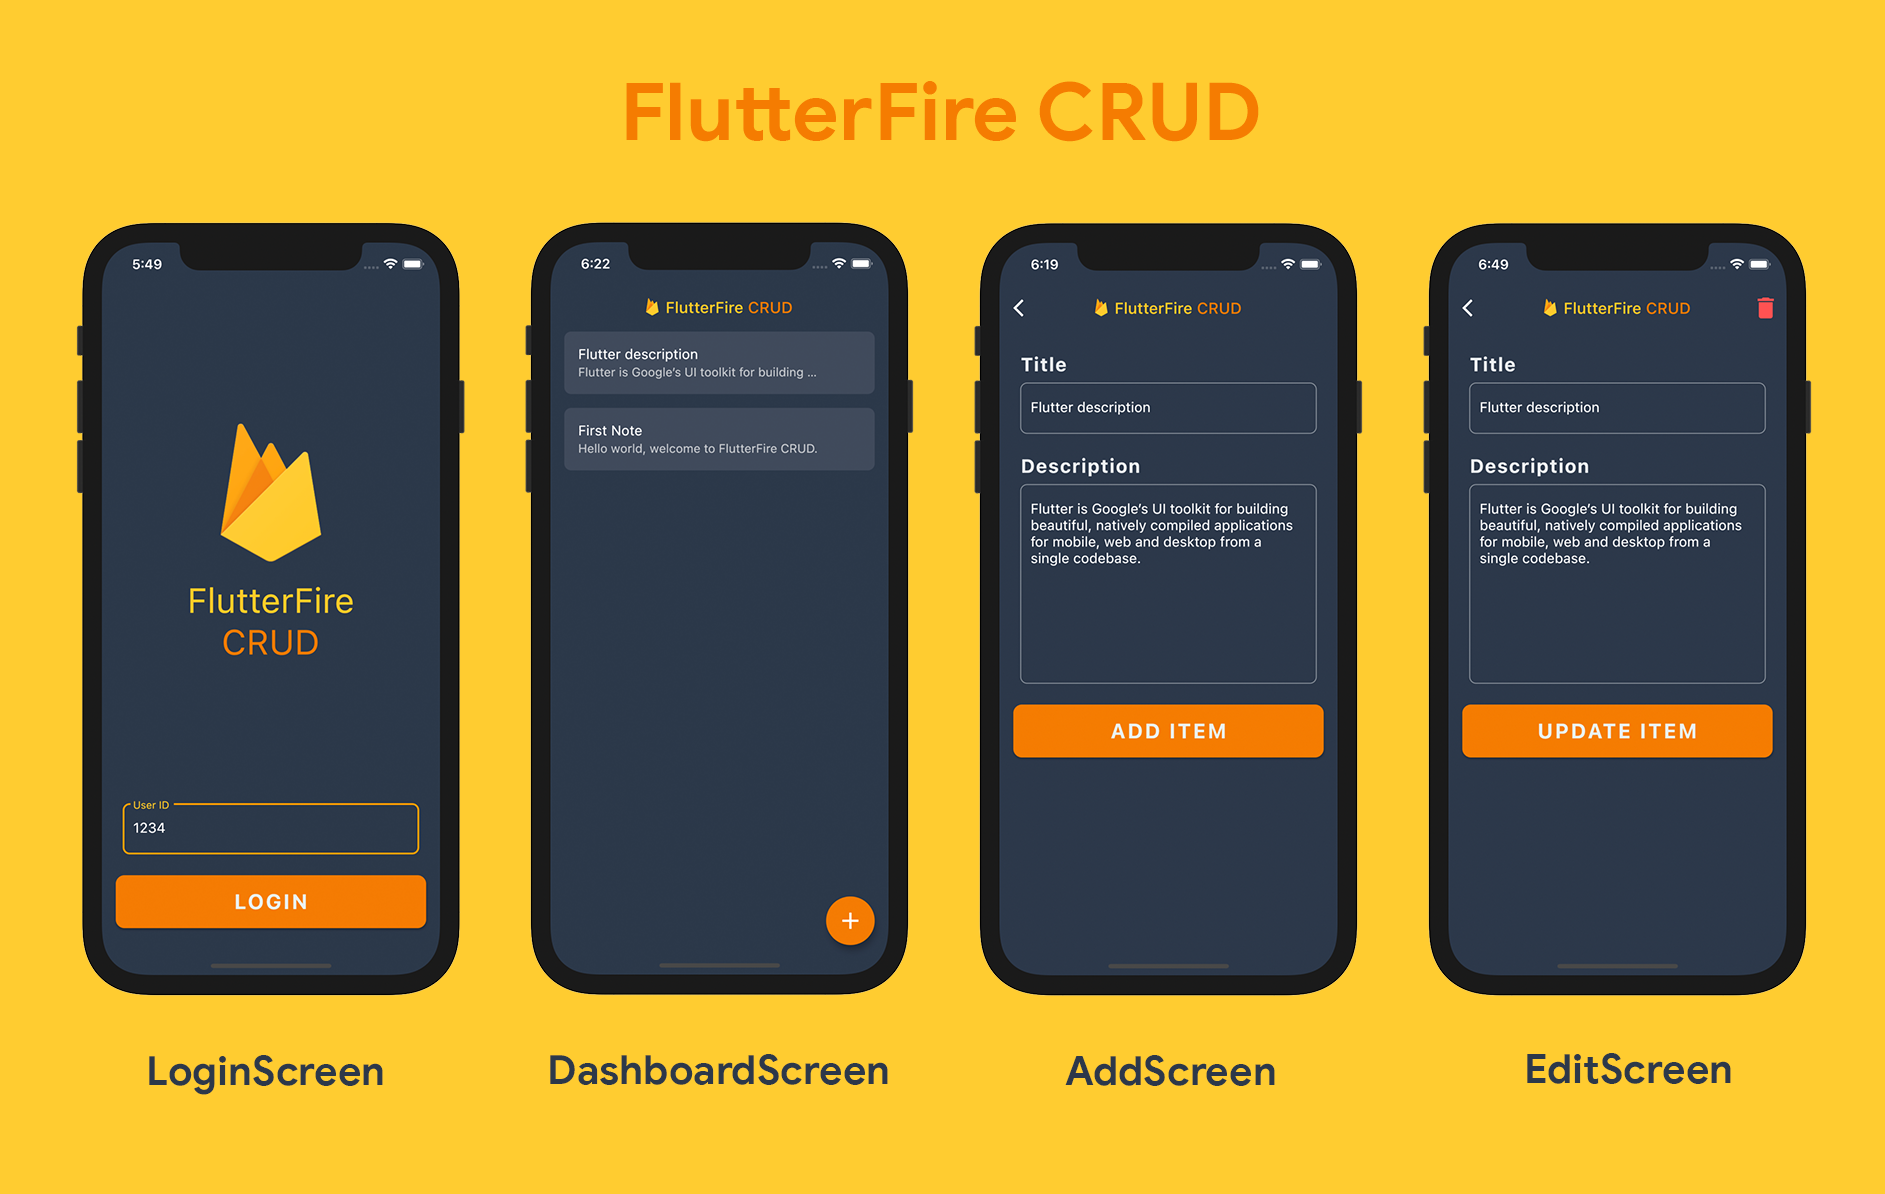 FlutterFire CRUD
5:49
FlutterFire
CRUD
User ID
1234
LOGIN
LoginScreen
6:22
FlutterFire CRUD
Flutter description
Flutter is Google's UI toolkit for building ...
First Note
Hello world, welcome to FlutterFire CRUD.
+
DashboardScreen
6:19
FlutterFire CRUD
Title
Flutter description
Description
Flutter is Google's UI toolkit for building
beautiful, natively compiled applications
for mobile, web and desktop from a
single codebase.
ADD ITEM
AddScreen
6:49
FlutterFire CRUD
Title
Flutter description
Description
Flutter is Google's UI toolkit for building
beautiful, natively compiled applications
for mobile, web and desktop from a
single codebase.
UPDATE ITEM
EditScreen